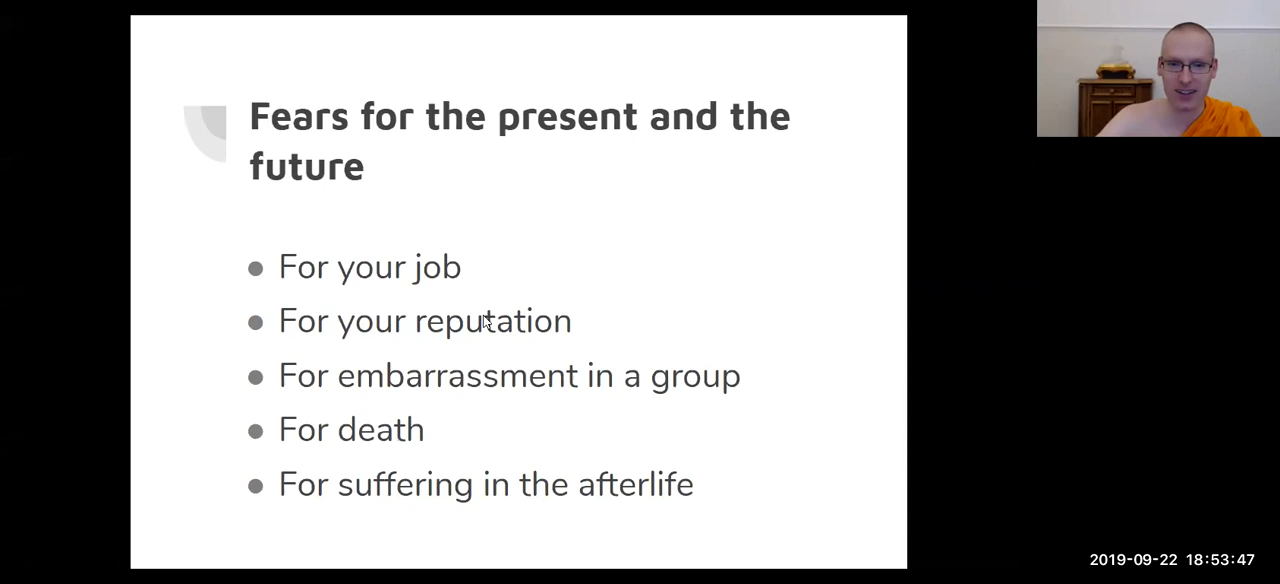 Fears for the present and the
future
For your job
For your reputation
For embarrassment in a group
For death
For suffering in the afterlife
2019-09-22 18:53:47